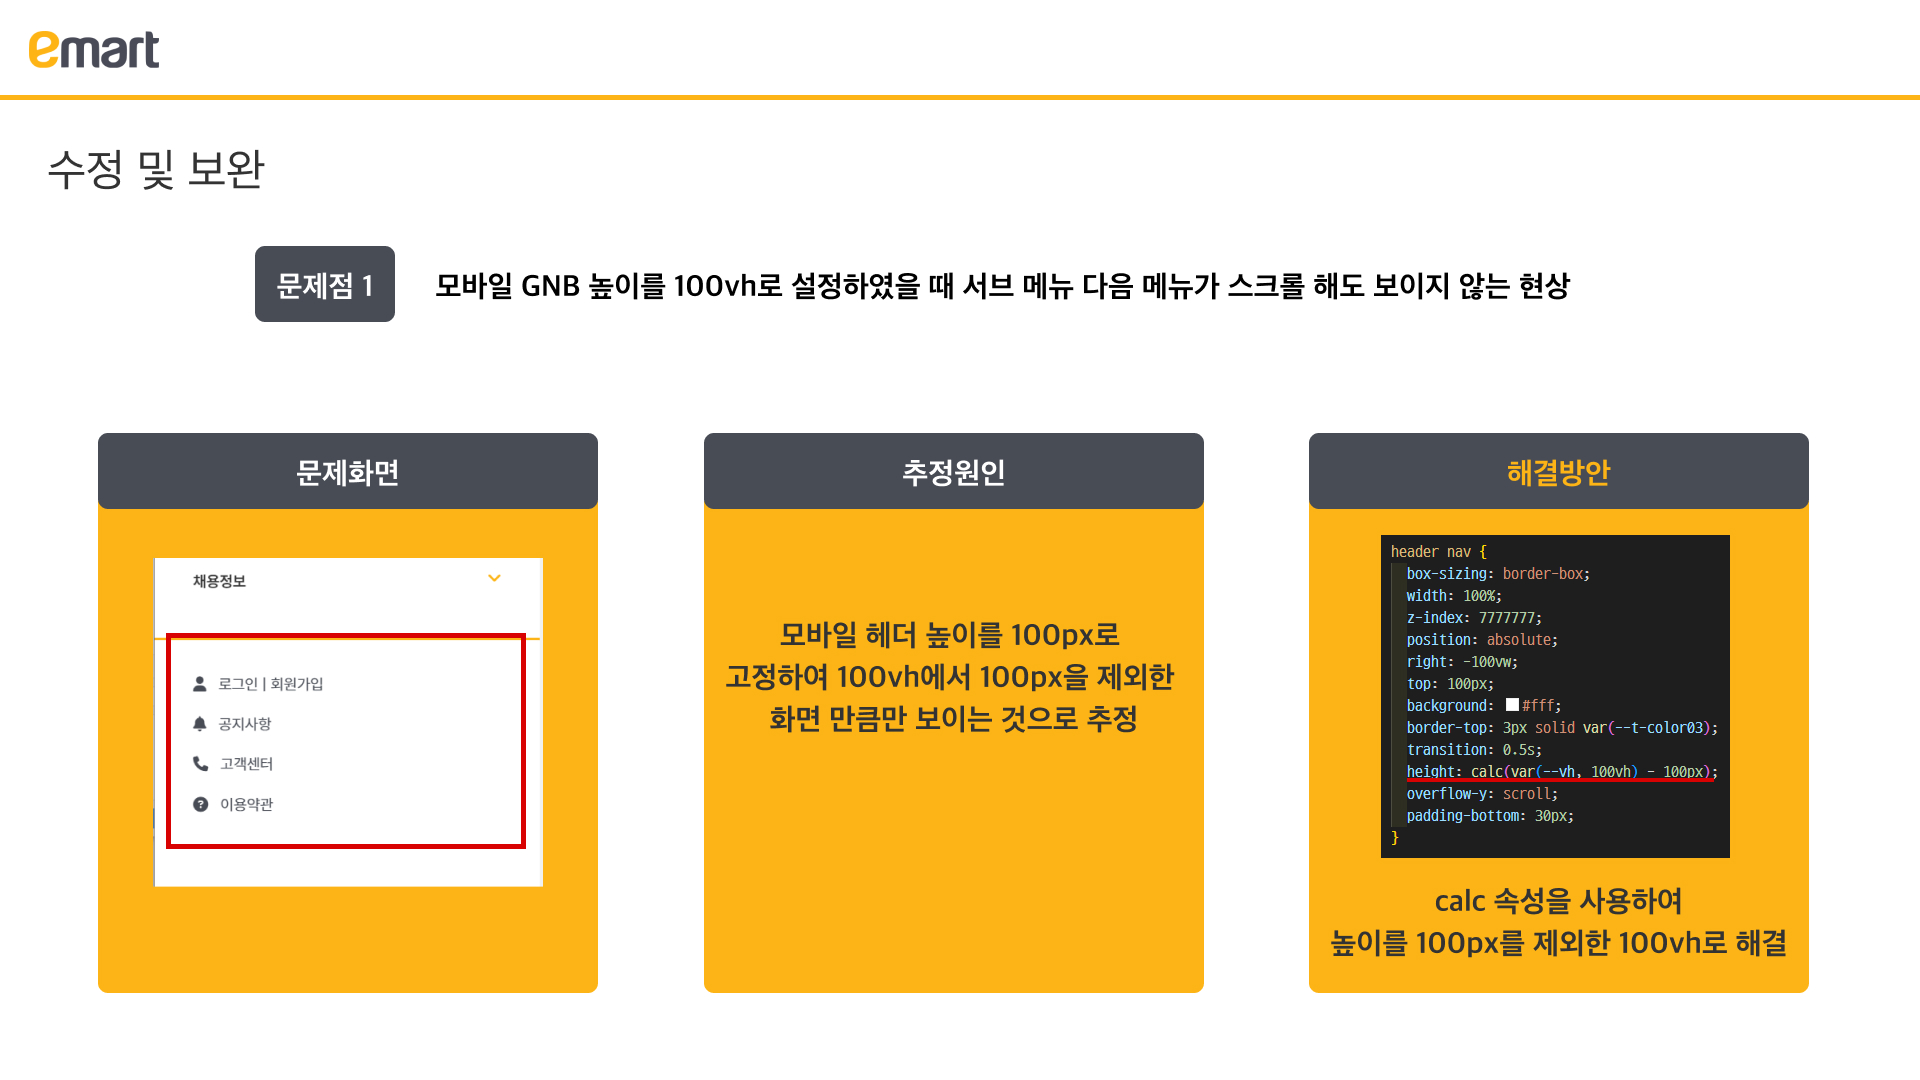 emart
수정 및 보완
문제점 1
모바일 GNB 높이를 100vh로 설정하였을 때 서브 메뉴 다음 메뉴가 스크롤 해도 보이지 않는 현상
문제화면
채용정보
로그인 | 회원가입
공지사항
고객센터
이용약관
추정원인
모바일 헤더 높이를 100px로
고정하여 100vh에서 100px을 제외한
화면 만큼만 보이는 것으로 추정
해결방안
header nav {
box-sizing: border-box;
width: 100%;
z-index: 7777777;
position: absolute;
right: -100vw;
top: 100px;
background: #fff;
border-top: 3px solid var(--t-color03);
transition: 0.5s;
height: calc(var(--vh, 100vh) - 100px);
overflow-y: scroll;
padding-bottom: 30px;
}
calc 속성을 사용하여
높이를 100px를 제외한 100vh로 해결